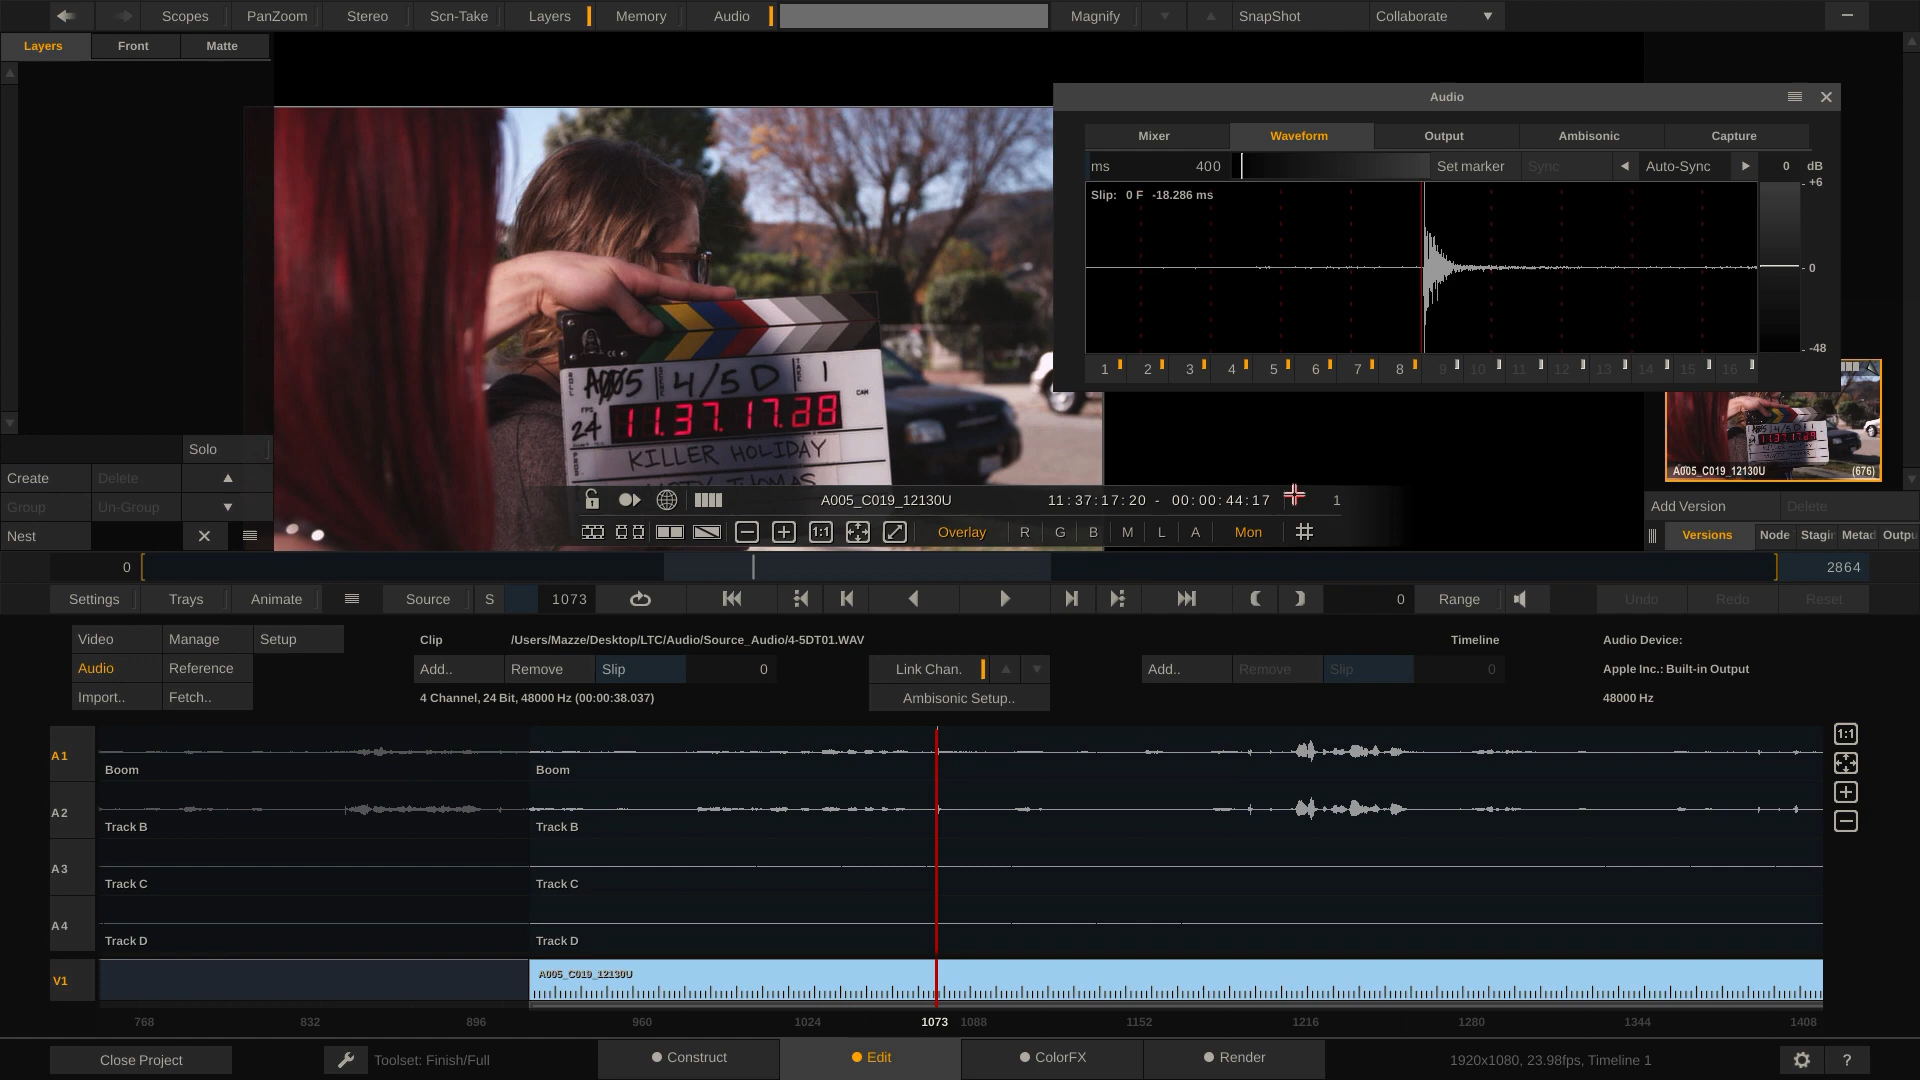 Scopes PanZoom Stereo Scn-Take Layers Memory Audio Magnify SnapShot Collaborate
Layers Front Matte
Audio
Mixer Waveform Output Ambisonic Capture
ms 400 Set marker Sync Auto-Sync 0 dB
Slip: 0 F -18.286 ms
+6
0
-48
1 2 3 4 5 6 7 8 9 10 11 12 13 14 15 16
A005 4/5D 1
FPS CAM
24 11.37.17.28
KILLER HOLIDAY
A005_C019_12130U (676)
Solo
Create Delete
Group Un-Group
Nest
A005_C019_12130U 11:37:17:20 - 00:00:44:17 1
1:1 Overlay R G B M L A Mon
Add Version Delete
Versions Node Stagin Metad Outpu
0 2864
Settings Trays Animate Source S 1073 0 Range Undo Redo Reset
Video Manage Setup
Audio Reference
Import.. Fetch..
Clip /Users/Mazze/Desktop/LTC/Audio/Source_Audio/4-5DT01.WAV
Add.. Remove Slip 0 Link Chan.
4 Channel, 24 Bit, 48000 Hz (00:00:38.037) Ambisonic Setup..
Timeline
Add.. Remove Slip 0
Audio Device:
Apple Inc.: Built-in Output
48000 Hz
A1 Boom Boom
1:1
A2 Track B Track B
A3 Track C Track C
A4 Track D Track D
V1 A005_C019_12130U
768 832 896 960 1024 1073 1088 1152 1216 1280 1344 1408
Close Project Toolset: Finish/Full Construct Edit ColorFX Render 1920x1080, 23.98fps, Timeline 1 ?